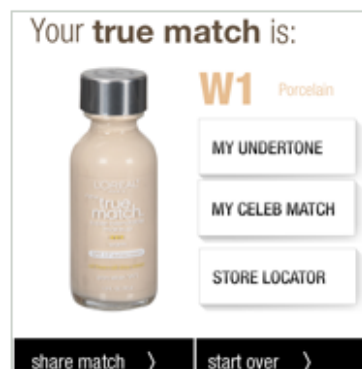 Your true match is:
W1 Porcelain
L'OREAL
true
match
MY UNDERTONE
MY CELEB MATCH
STORE LOCATOR
share match 〉
start over 〉